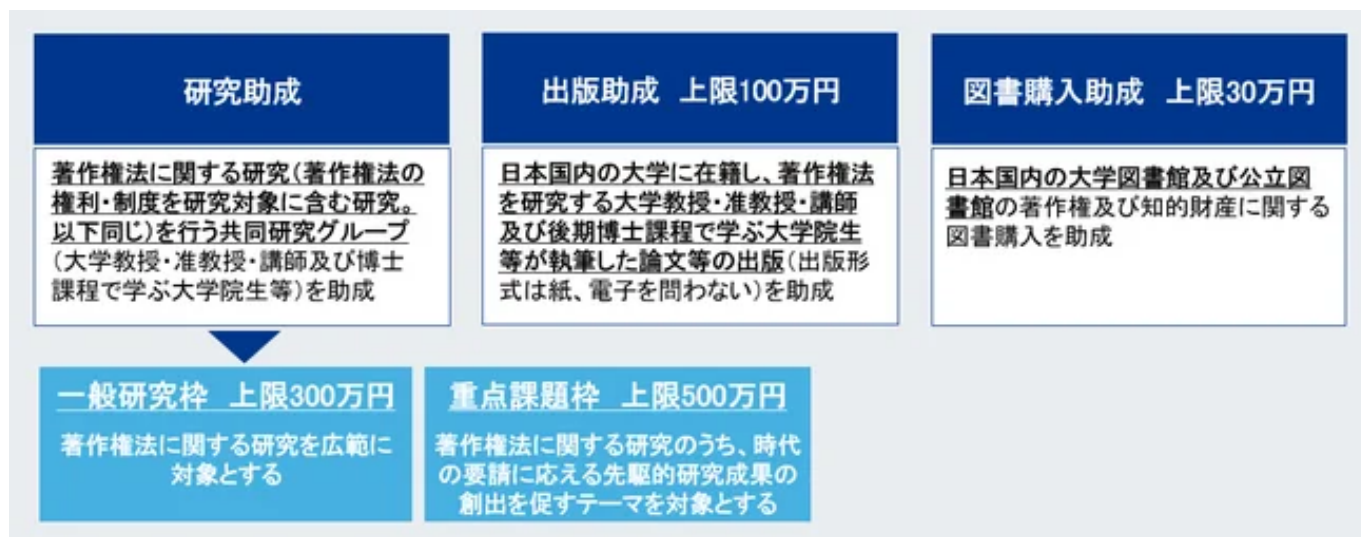 研究助成
著作権法に関する研究(著作権法の
権利・制度を研究対象に含む研究。
以下同じ)を行う共同研究グループ
(大学教授・准教授・講師及び博士
課程で学ぶ大学院生等)を助成
出版助成 上限100万円
日本国内の大学に在籍し、著作権法
を研究する大学教授・准教授・講師
及び後期博士課程で学ぶ大学院生
等が執筆した論文等の出版(出版形
式は紙、電子を問わない)を助成
図書購入助成 上限30万円
日本国内の大学図書館及び公立図
書館の著作権及び知的財産に関する
図書購入を助成
一般研究枠 上限300万円
著作権法に関する研究を広範に
対象とする
重点課題枠 上限500万円
著作権法に関する研究のうち、時代
の要請に応える先駆的研究成果の
創出を促すテーマを対象とする